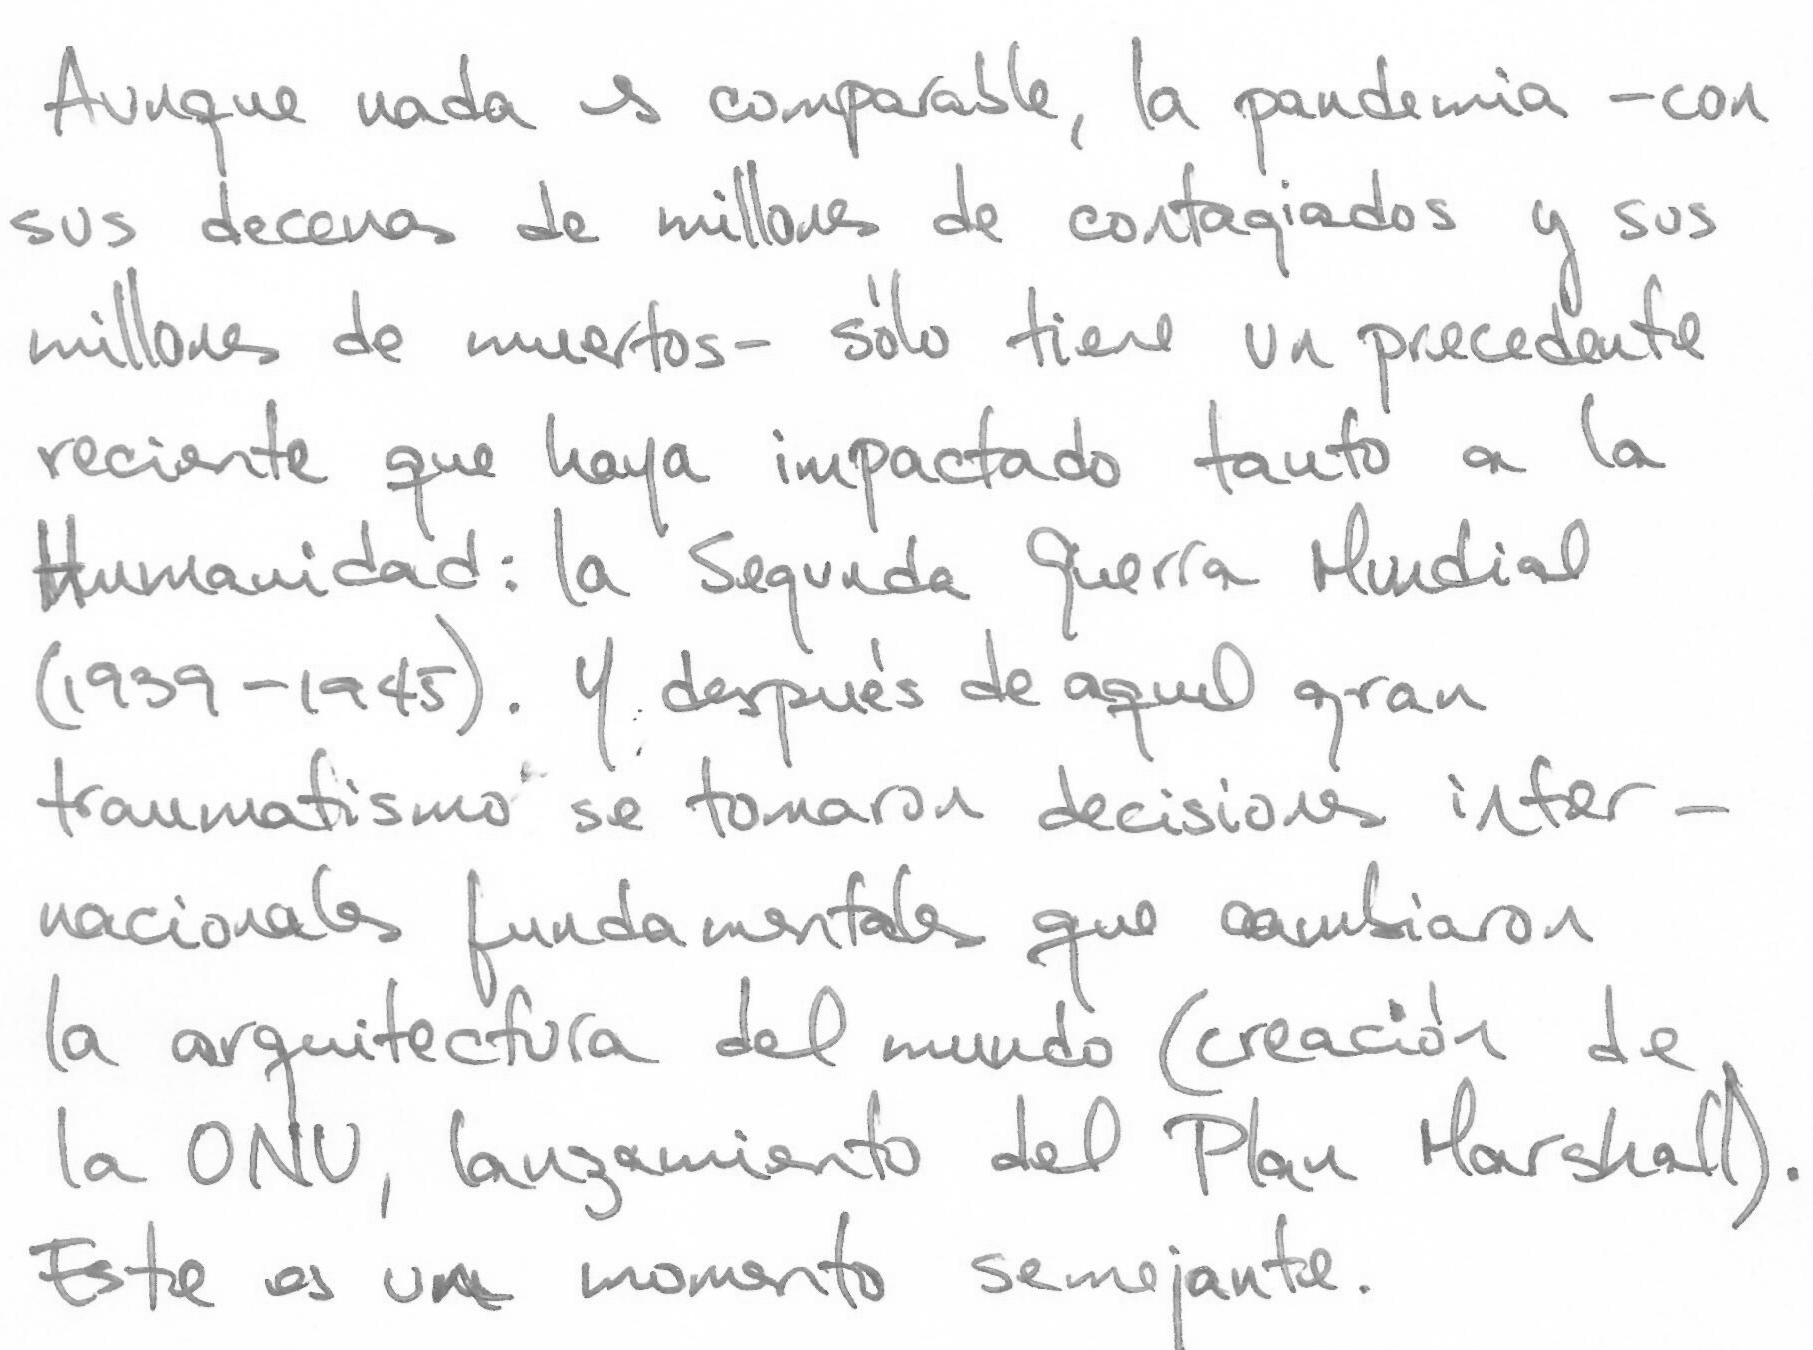 Aunque nada es comparable, la pandemia -con
sus decenas de millones de contagiados y sus
millones de muertos- sólo tiene un precedente
reciente que haya impactado tanto a la
Humanidad: la Segunda Guerra Mundial
(1939-1945). Y después de aquel gran
traumatismo se tomaron decisiones inter-
nacionales fundamentales que cambiaron
la arquitectura del mundo (creación de
la ONU, lanzamiento del Plan Marshall).
Este es un momento semejante.